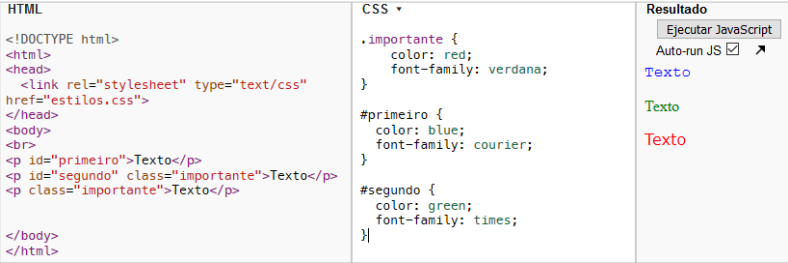 HTML
<!DOCTYPE html>
<html>
<head>
  <link rel="stylesheet" type="text/css"
href="estilos.css">
</head>
<body>
<br>
<p id="primeiro">Texto</p>
<p id="segundo" class="importante">Texto</p>
<p class="importante">Texto</p>
</body>
</html>
CSS ▾
.importante {
    color: red;
    font-family: verdana;
}
#primeiro {
  color: blue;
  font-family: courier;
}
#segundo {
  color: green;
  font-family: times;
}
Resultado
Ejecutar JavaScript
Auto-run JS
Texto
Texto
Texto